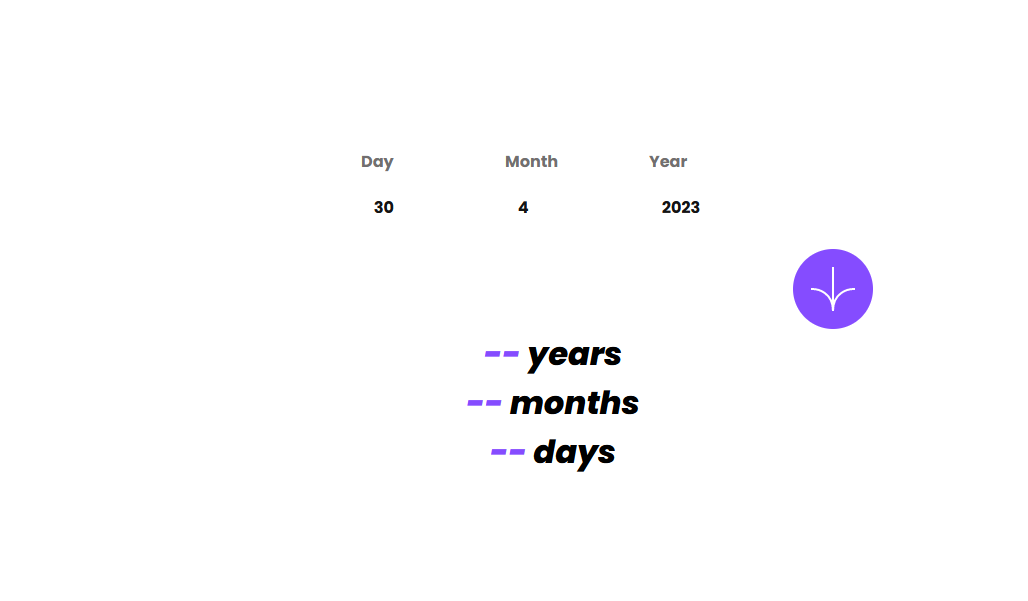 Day Month Year
30 4 2023
-- years
-- months
-- days